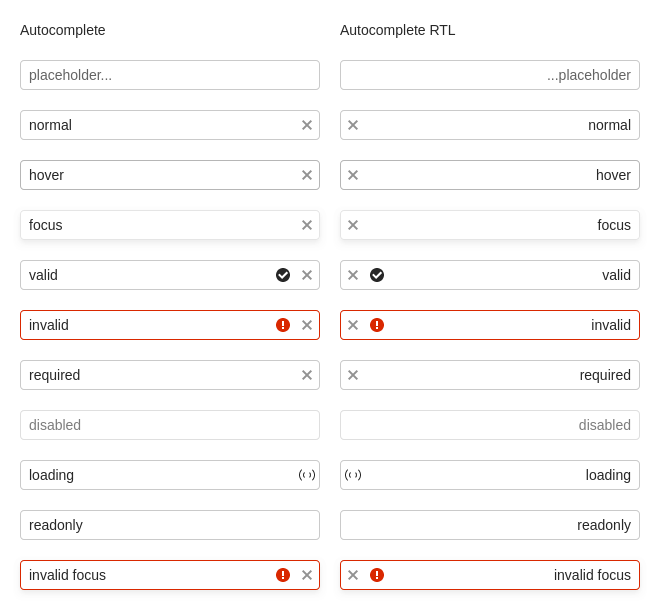 Autocomplete
placeholder...
normal
hover
focus
valid
invalid
required
disabled
loading
readonly
invalid focus
Autocomplete RTL
...placeholder
normal
hover
focus
valid
invalid
required
disabled
loading
readonly
invalid focus